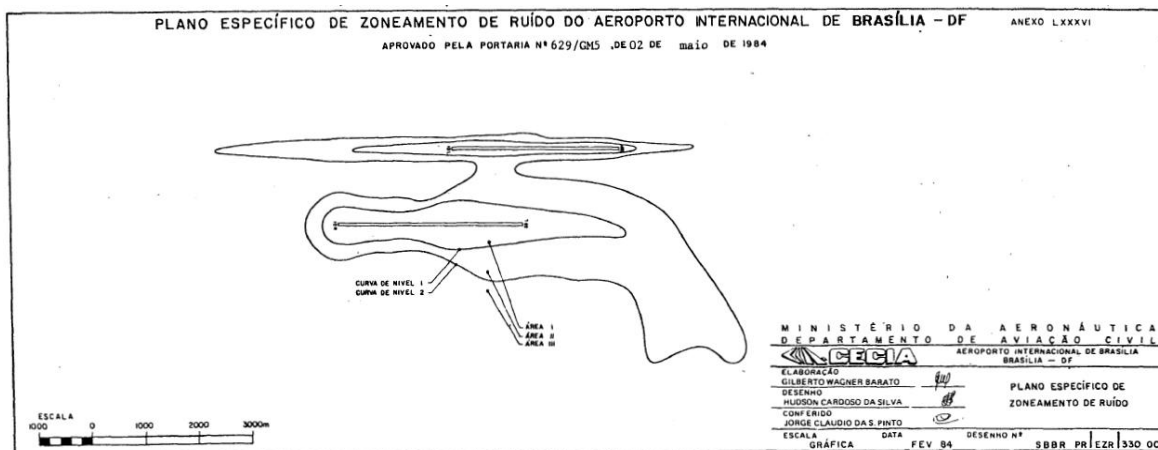 PLANO ESPECÍFICO DE ZONEAMENTO DE RUÍDO DO AEROPORTO INTERNACIONAL DE BRASÍLIA - DF
ANEXO LXXXVI
APROVADO PELA PORTARIA Nº 629/GM5 ,DE 02 DE maio DE 1984
CURVA DE NIVEL 1
CURVA DE NIVEL 2
ÁREA I
ÁREA II
ÁREA III
ESCALA
1000 0 1000 2000 3000m
MINISTÉRIO DA AERONÁUTICA
DEPARTAMENTO DE AVIAÇÃO CIVIL
CECIA
AEROPORTO INTERNACIONAL DE BRASILIA
BRASILIA - DF
ELABORAÇÃO
GILBERTO WAGNER BARATO
DESENHO
HUDSON CARDOSO DA SILVA
CONFERIDO
JORGE CLAUDIO DA S. PINTO
PLANO ESPECÍFICO DE
ZONEAMENTO DE RUÍDO
ESCALA DATA DESENHO Nº
GRÁFICA FEV 84 SBBR PR EZR 330 00